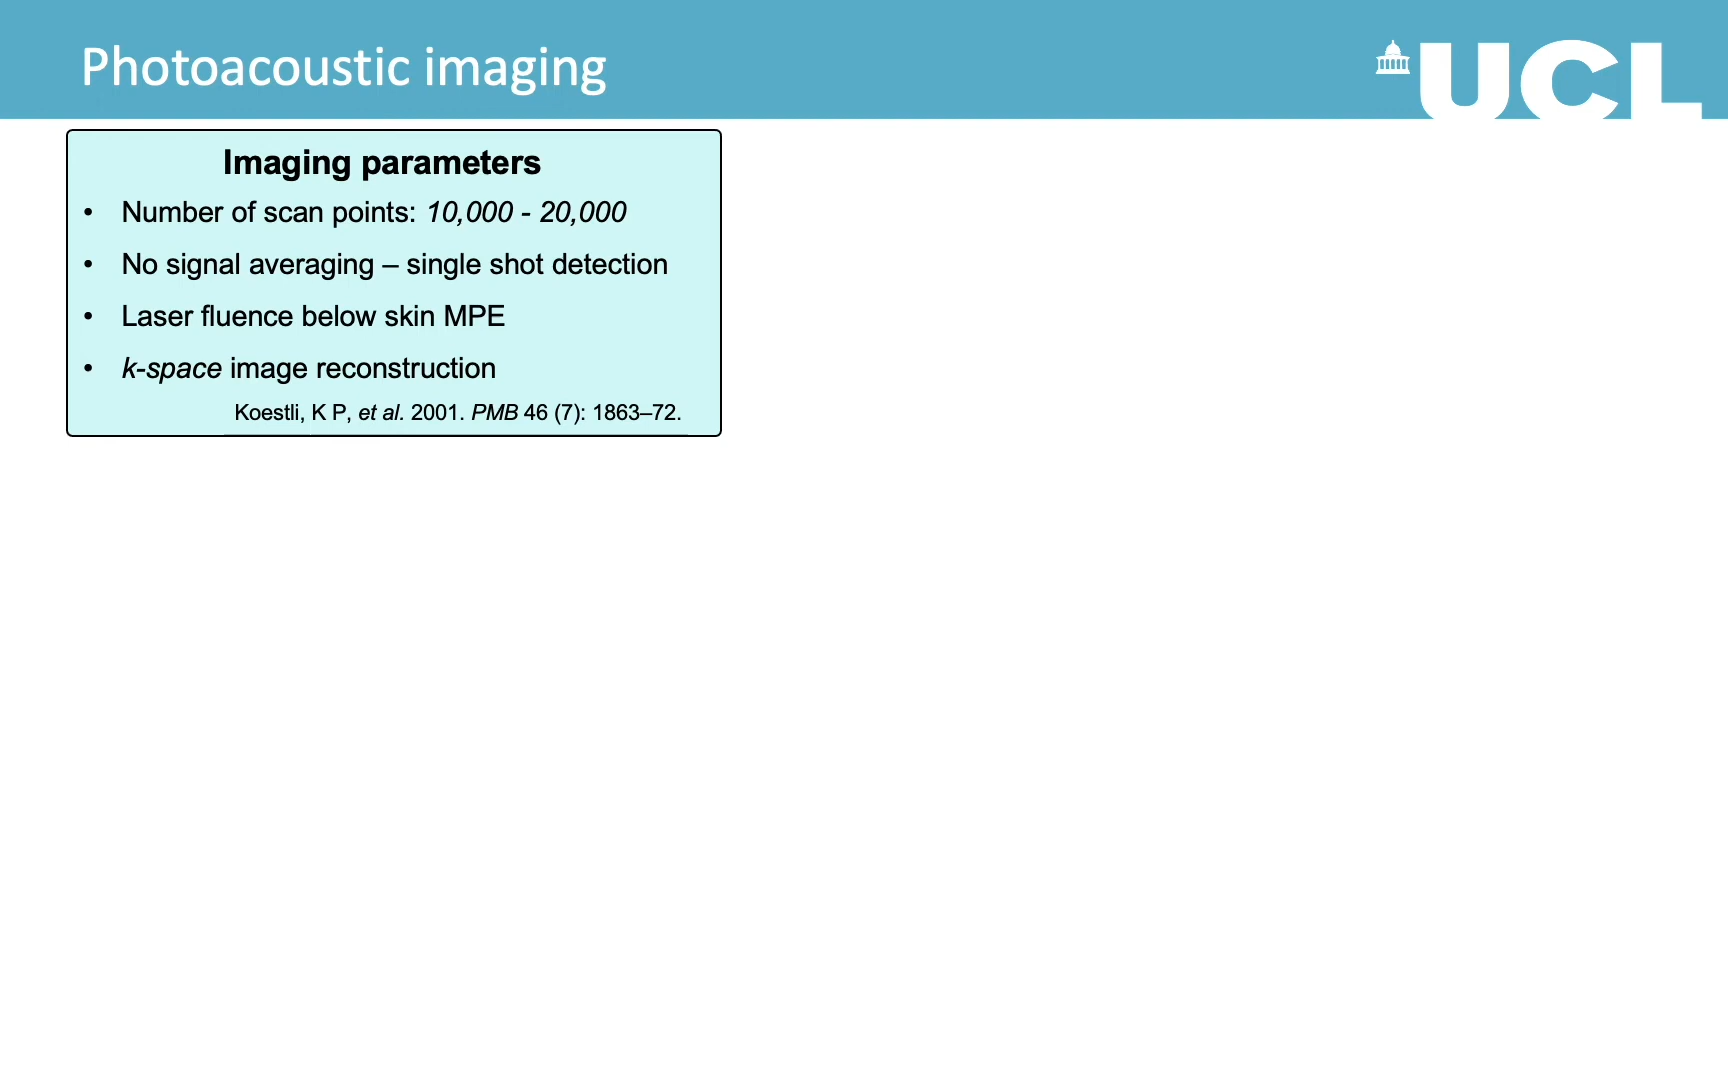 Photoacoustic imaging
UCL
Imaging parameters
• Number of scan points: 10,000 - 20,000
• No signal averaging – single shot detection
• Laser fluence below skin MPE
• k-space image reconstruction
Koestli, K P, et al. 2001. PMB 46 (7): 1863–72.